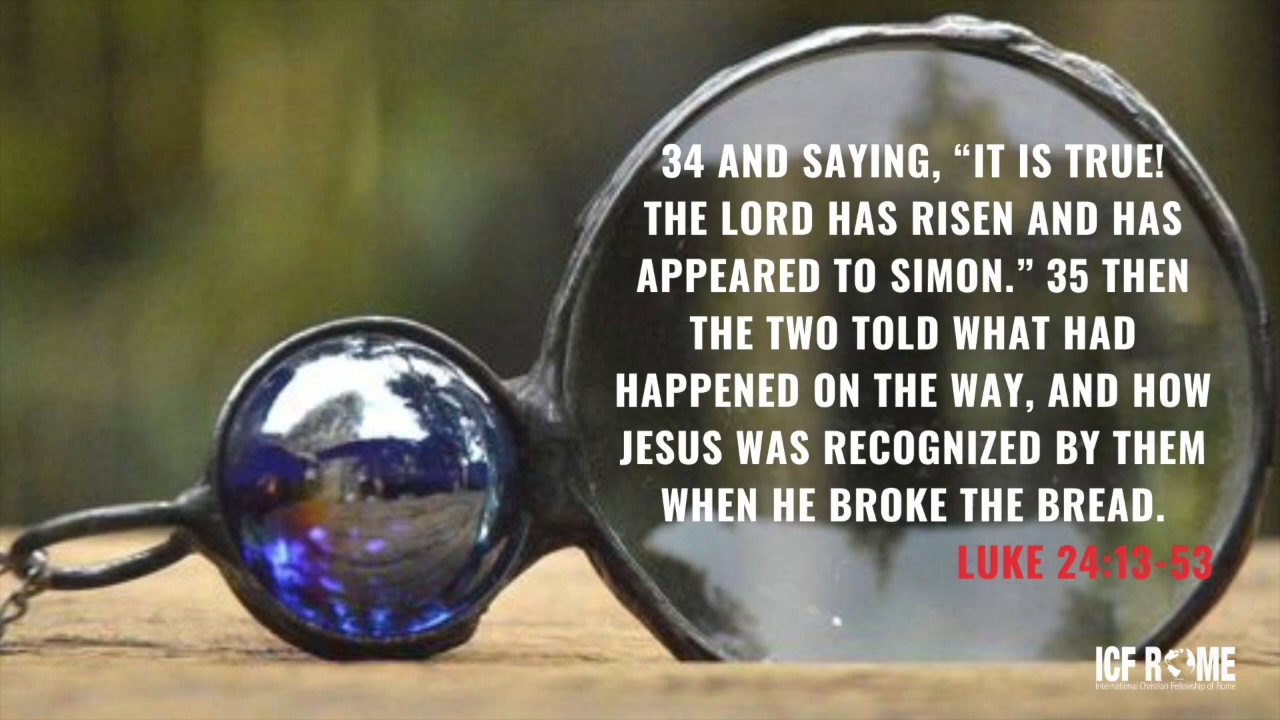 34 AND SAYING, “IT IS TRUE!
THE LORD HAS RISEN AND HAS
APPEARED TO SIMON.” 35 THEN
THE TWO TOLD WHAT HAD
HAPPENED ON THE WAY, AND HOW
JESUS WAS RECOGNIZED BY THEM
WHEN HE BROKE THE BREAD.
LUKE 24:13-53
ICF ROME
International Christian Fellowship of Rome